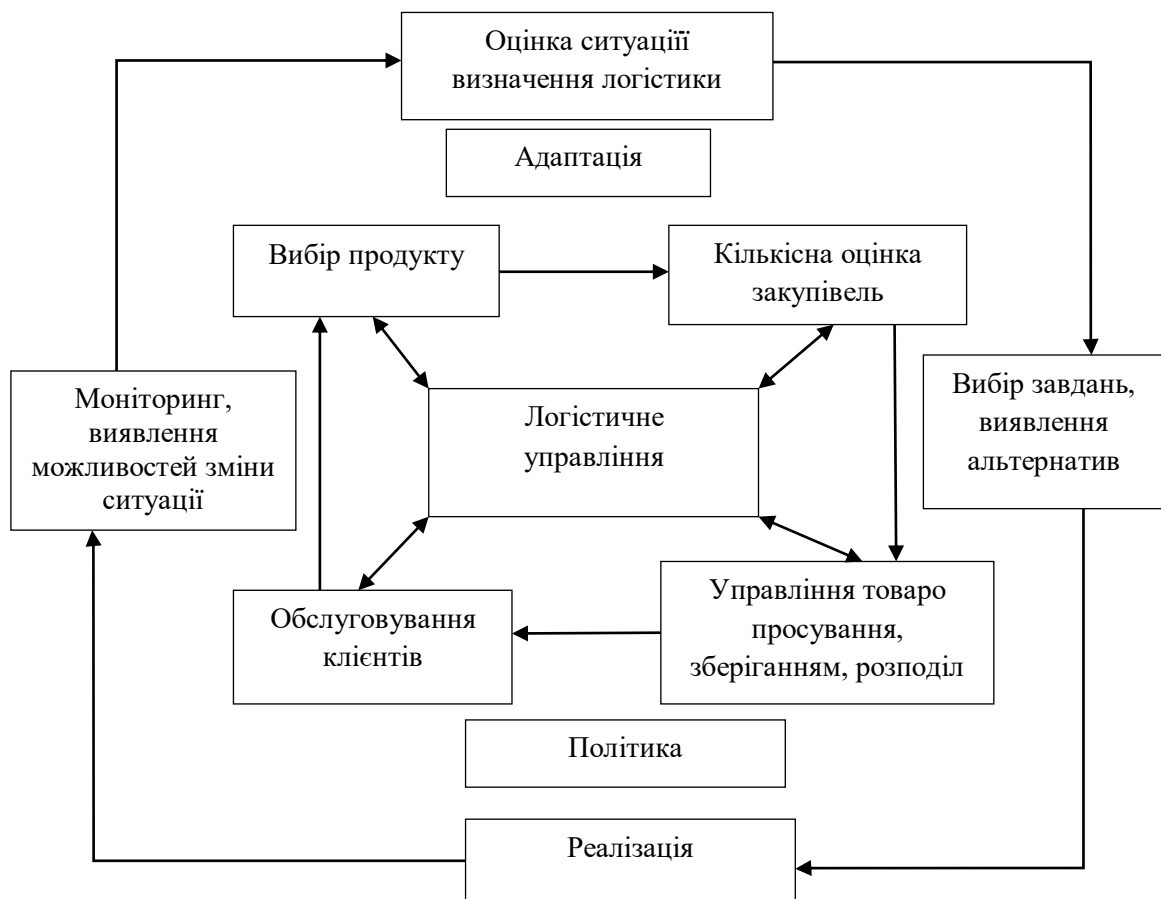 Оцінка ситуаціїї
визначення логістики
Адаптація
Вибір продукту
Кількісна оцінка
закупівель
Моніторинг,
виявлення
можливостей зміни
ситуації
Логістичне
управління
Вибір завдань,
виявлення
альтернатив
Обслуговування
клієнтів
Управління товаро
просування,
зберіганням, розподіл
Політика
Реалізація